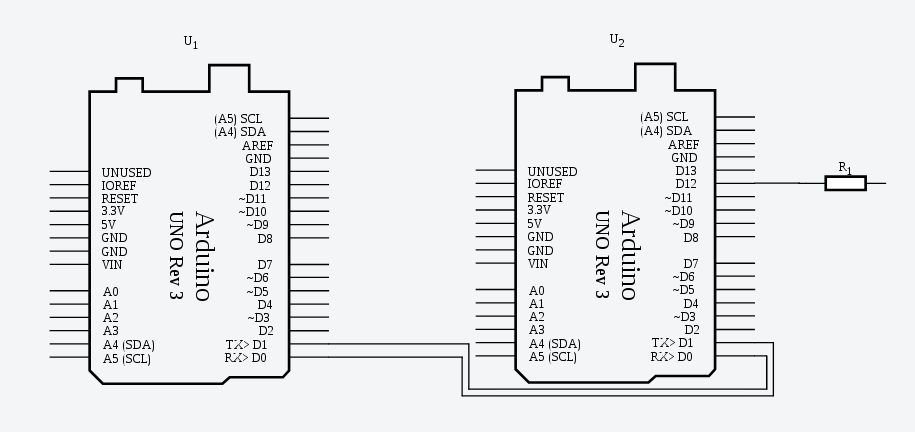 U1
(A5) SCL
(A4) SDA
AREF
GND
D13
D12
~D11
~D10
~D9
D8
D7
~D6
~D5
D4
~D3
D2
TX> D1
RX> D0
UNUSED
IOREF
RESET
3.3V
5V
GND
GND
VIN
A0
A1
A2
A3
A4 (SDA)
A5 (SCL)
Arduino
UNO Rev 3
U2
(A5) SCL
(A4) SDA
AREF
GND
D13
D12
~D11
~D10
~D9
D8
D7
~D6
~D5
D4
~D3
D2
TX> D1
RX> D0
UNUSED
IOREF
RESET
3.3V
5V
GND
GND
VIN
A0
A1
A2
A3
A4 (SDA)
A5 (SCL)
Arduino
UNO Rev 3
R1